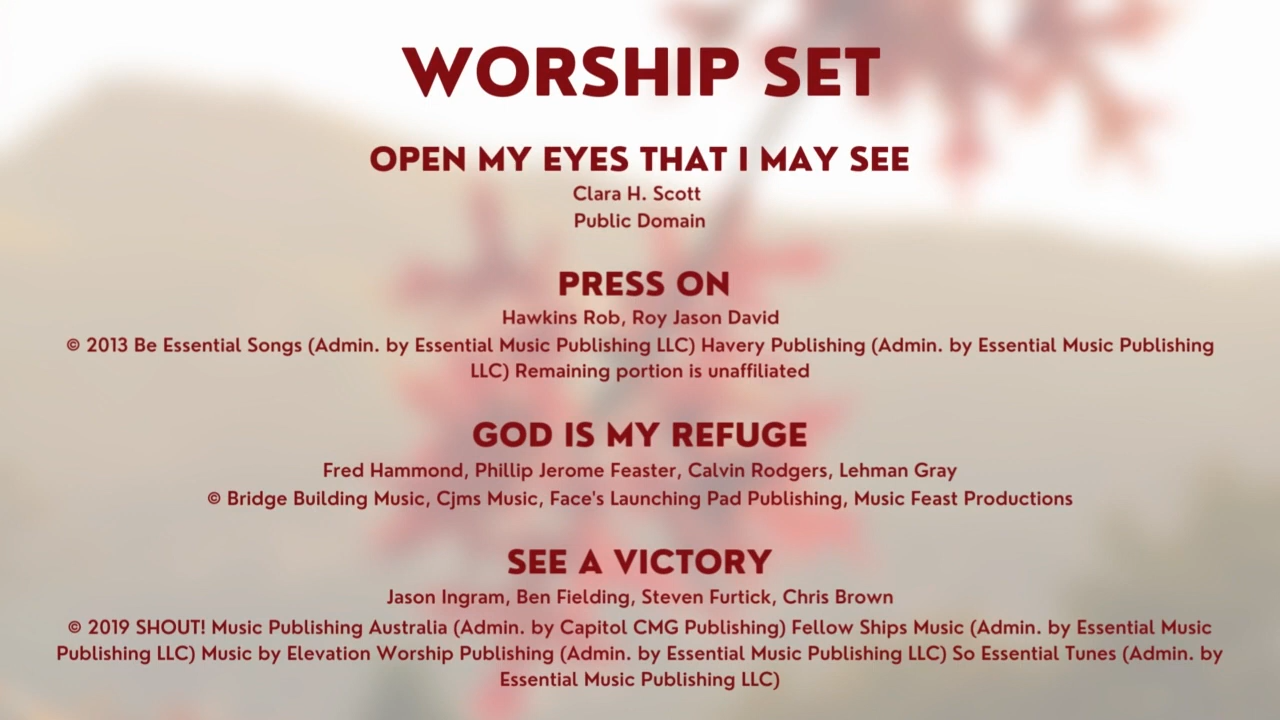 WORSHIP SET
OPEN MY EYES THAT I MAY SEE
Clara H. Scott
Public Domain
PRESS ON
Hawkins Rob, Roy Jason David
© 2013 Be Essential Songs (Admin. by Essential Music Publishing LLC) Havery Publishing (Admin. by Essential Music Publishing
LLC) Remaining portion is unaffiliated
GOD IS MY REFUGE
Fred Hammond, Phillip Jerome Feaster, Calvin Rodgers, Lehman Gray
© Bridge Building Music, Cjms Music, Face's Launching Pad Publishing, Music Feast Productions
SEE A VICTORY
Jason Ingram, Ben Fielding, Steven Furtick, Chris Brown
© 2019 SHOUT! Music Publishing Australia (Admin. by Capitol CMG Publishing) Fellow Ships Music (Admin. by Essential Music
Publishing LLC) Music by Elevation Worship Publishing (Admin. by Essential Music Publishing LLC) So Essential Tunes (Admin. by
Essential Music Publishing LLC)